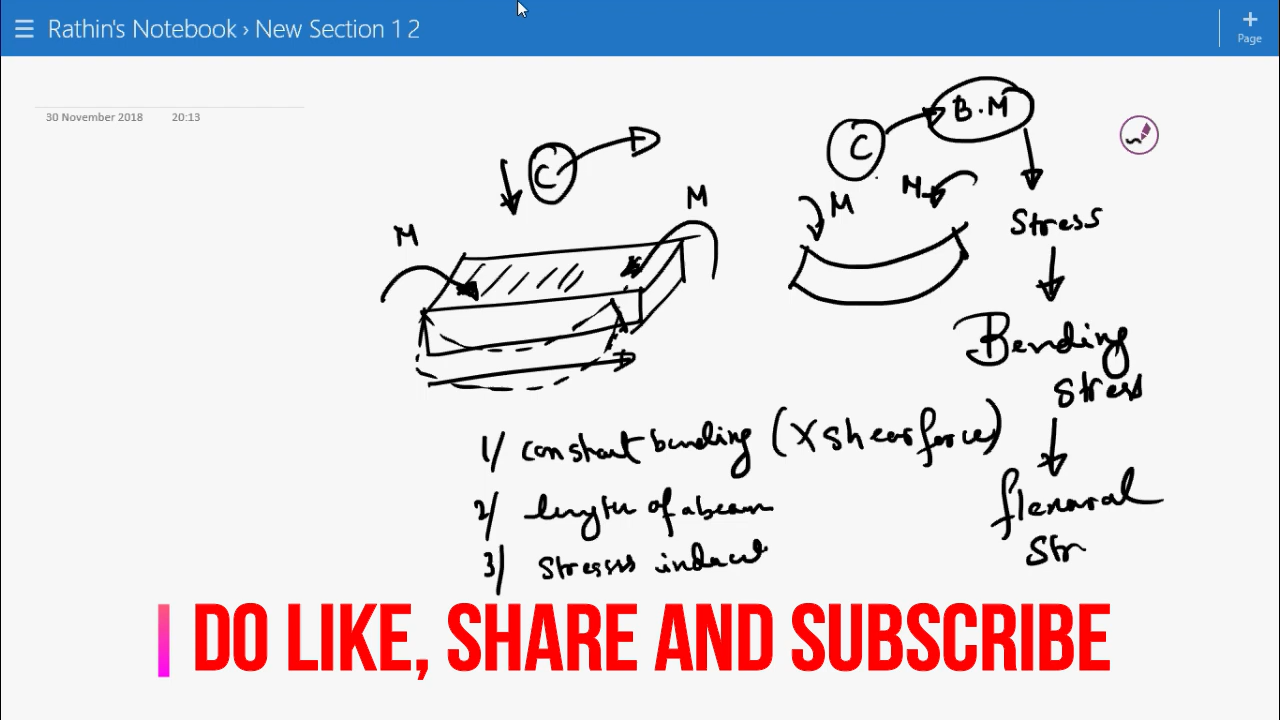 Rathin's Notebook › New Section 1 2
Page
30 November 2018 20:13
C
B.M
C
M
M
M
M
Stress
Bending
Stress
flexural
Str
1/ constant bending (X shear force)
2/ length of a beam
3/ Stresses induced
DO LIKE, SHARE AND SUBSCRIBE